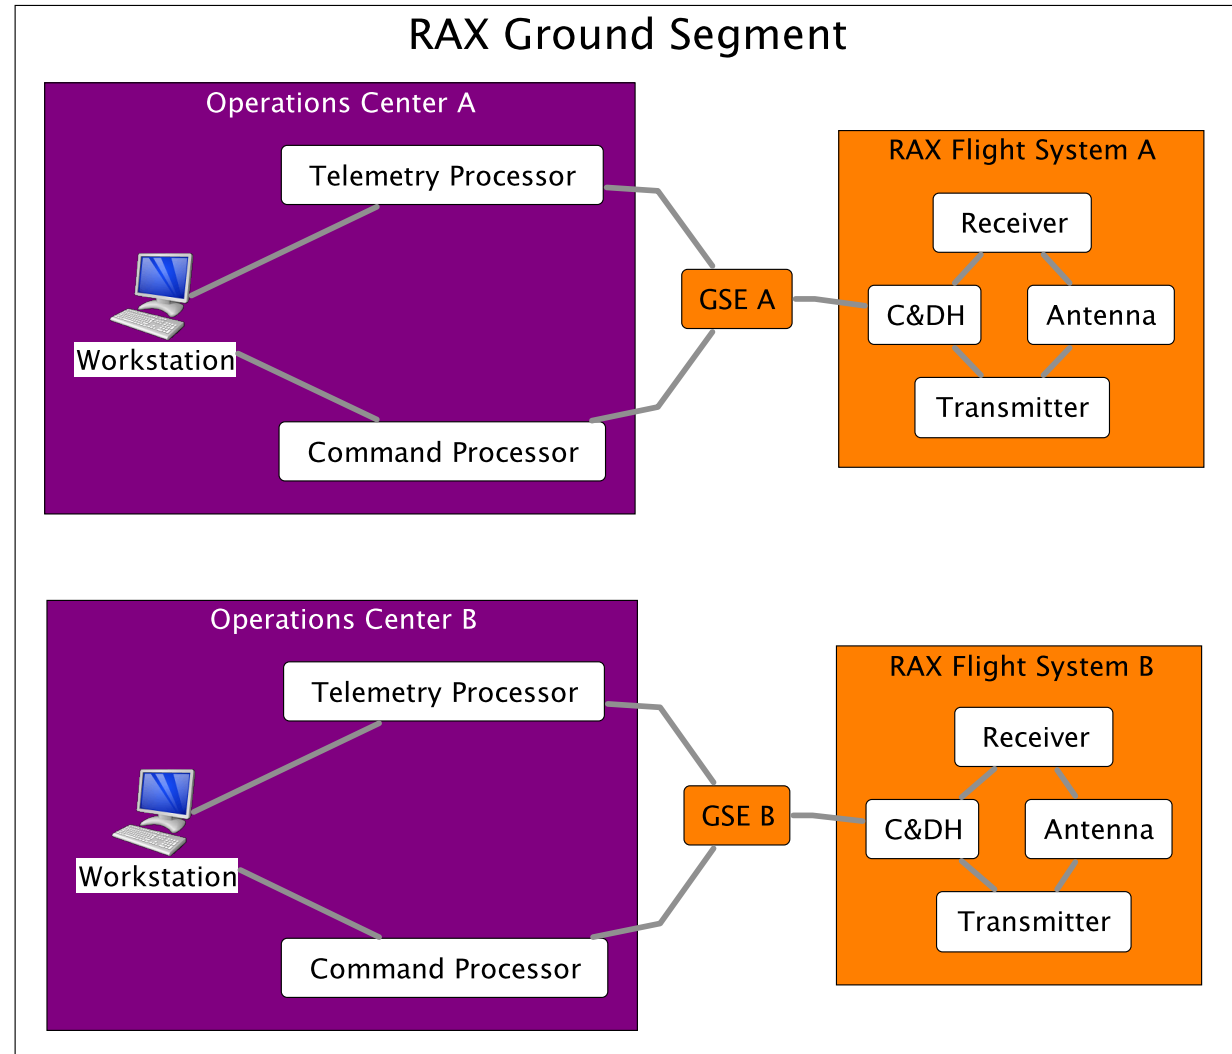 RAX Ground Segment
Operations Center A
Telemetry Processor
Workstation
Command Processor
GSE A
RAX Flight System A
Receiver
C&DH
Antenna
Transmitter
Operations Center B
Telemetry Processor
Workstation
Command Processor
GSE B
RAX Flight System B
Receiver
C&DH
Antenna
Transmitter